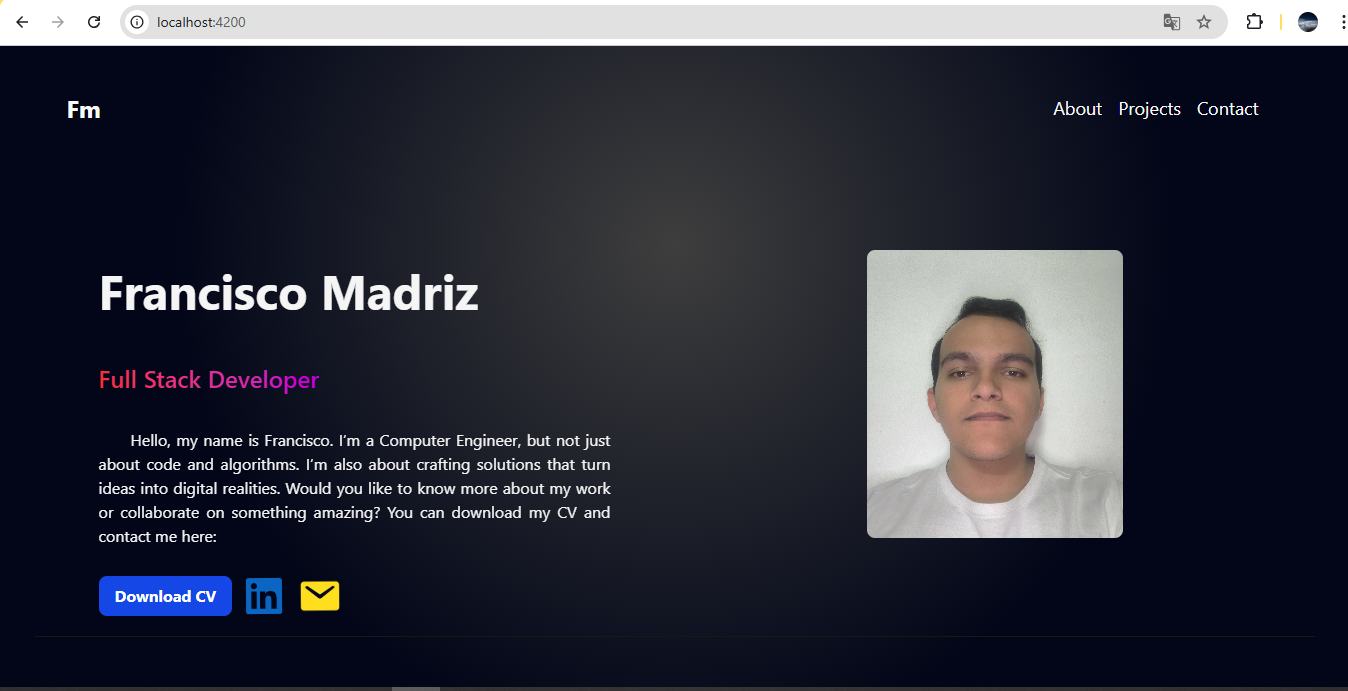 localhost:4200
Fm
About Projects Contact
Francisco Madriz
Full Stack Developer
Hello, my name is Francisco. I’m a Computer Engineer, but not just
about code and algorithms. I’m also about crafting solutions that turn
ideas into digital realities. Would you like to know more about my work
or collaborate on something amazing? You can download my CV and
contact me here:
Download CV in